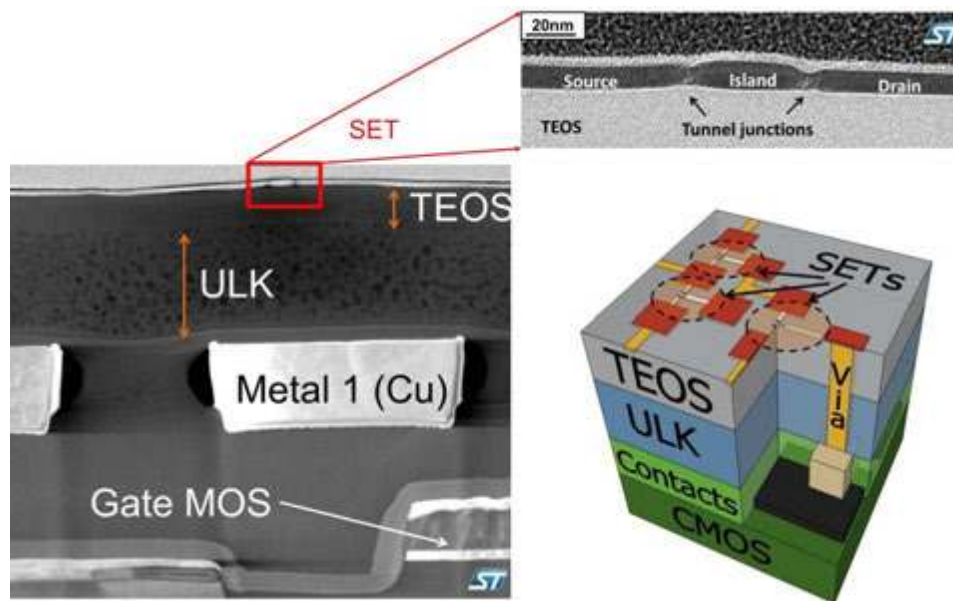 20nm
ST
Source
Island
Drain
TEOS
Tunnel junctions
SET
TEOS
ULK
Metal 1 (Cu)
Gate MOS
ST
SETs
TEOS
ULK
Contacts
CMOS
Via